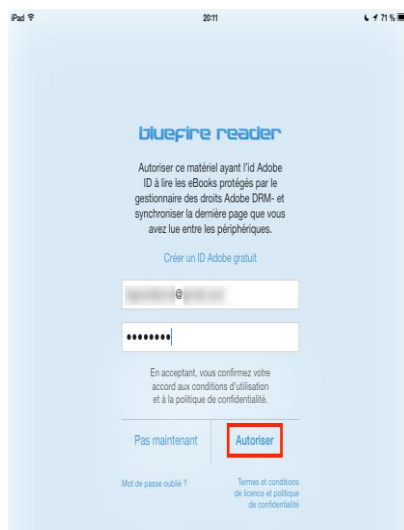 iPad 20:11 71 %
bluefire reader
Autoriser ce matériel ayant l'id Adobe
ID à lire les eBooks protégés par le
gestionnaire des droits Adobe DRM- et
synchroniser la dernière page que vous
avez lue entre les périphériques.
Créer un ID Adobe gratuit
@
••••••••
En acceptant, vous confirmez votre
accord aux conditions d'utilisation
et à la politique de confidentialité.
Pas maintenant Autoriser
Mot de passe oublié ? Termes et conditions
de licence et politique
de confidentialité